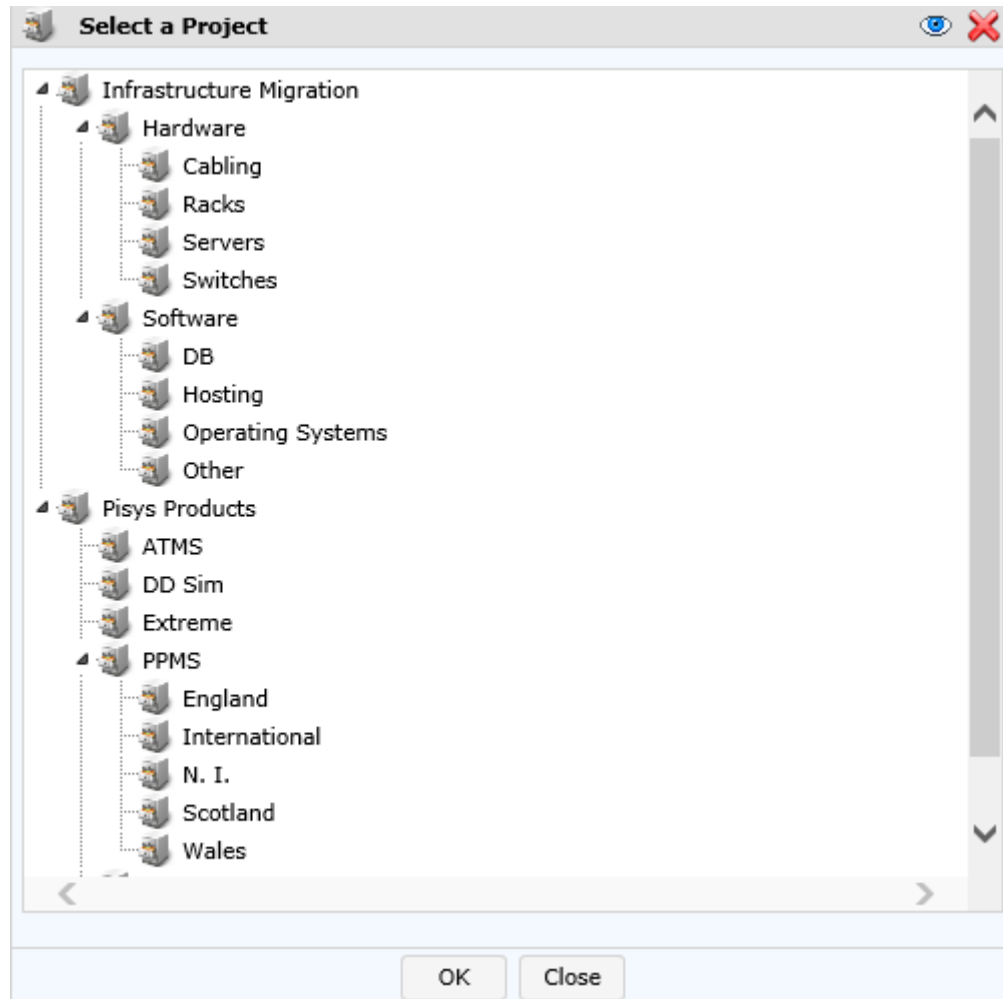 Select a Project
Infrastructure Migration
Hardware
Cabling
Racks
Servers
Switches
Software
DB
Hosting
Operating Systems
Other
Pisys Products
ATMS
DD Sim
Extreme
PPMS
England
International
N. I.
Scotland
Wales
OK Close